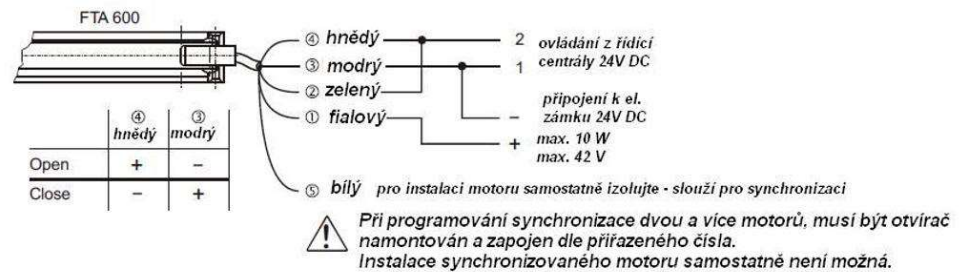 FTA 600
④ hnědý 2 ovládání z řídící
③ modrý 1 centrály 24V DC
② zelený
① fialový
připojení k el.
– zámku 24V DC
+ max. 10 W
max. 42 V
④ ③
hnědý modrý
Open + –
Close – +
⑤ bílý pro instalaci motoru samostatně izolujte - slouží pro synchronizaci
Při programování synchronizace dvou a více motorů, musí být otvírač
namontován a zapojen dle přiřazeného čísla.
Instalace synchronizovaného motoru samostatně není možná.